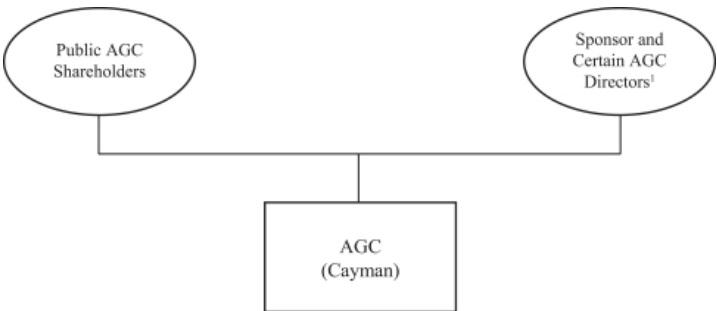 Public AGC
Shareholders
Sponsor and
Certain AGC
Directors¹
AGC
(Cayman)